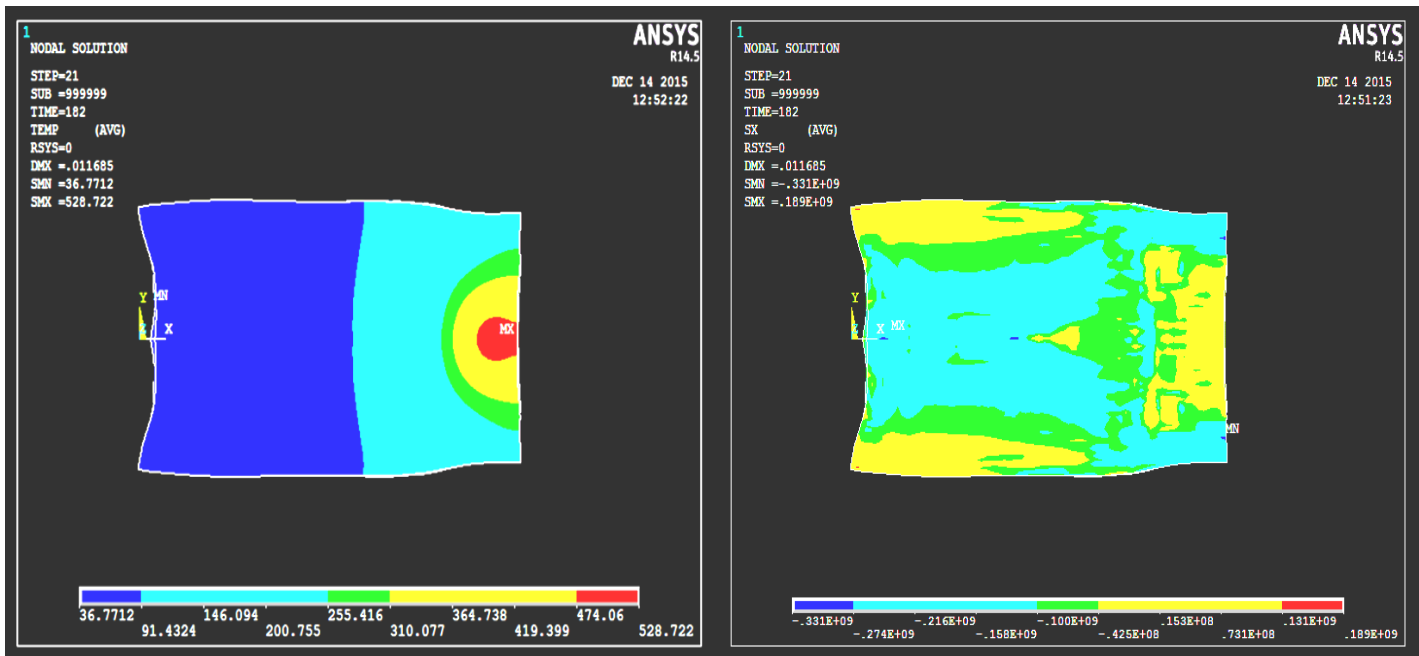 1
NODAL SOLUTION
ANSYS
R14.5
STEP=21
SUB =999999
TIME=182
TEMP (AVG)
RSYS=0
DMX =.011685
SMN =36.7712
SMX =528.722
DEC 14 2015
12:52:22
Y MN
Z X
MX
36.7712 146.094 255.416 364.738 474.06
91.4324 200.755 310.077 419.399 528.722
1
NODAL SOLUTION
ANSYS
R14.5
STEP=21
SUB =999999
TIME=182
SX (AVG)
RSYS=0
DMX =.011685
SMN =-.331E+09
SMX =.189E+09
DEC 14 2015
12:51:23
Y
Z X MX
MN
-.331E+09 -.216E+09 -.100E+09 .153E+08 .131E+09
-.274E+09 -.158E+09 -.425E+08 .731E+08 .189E+09